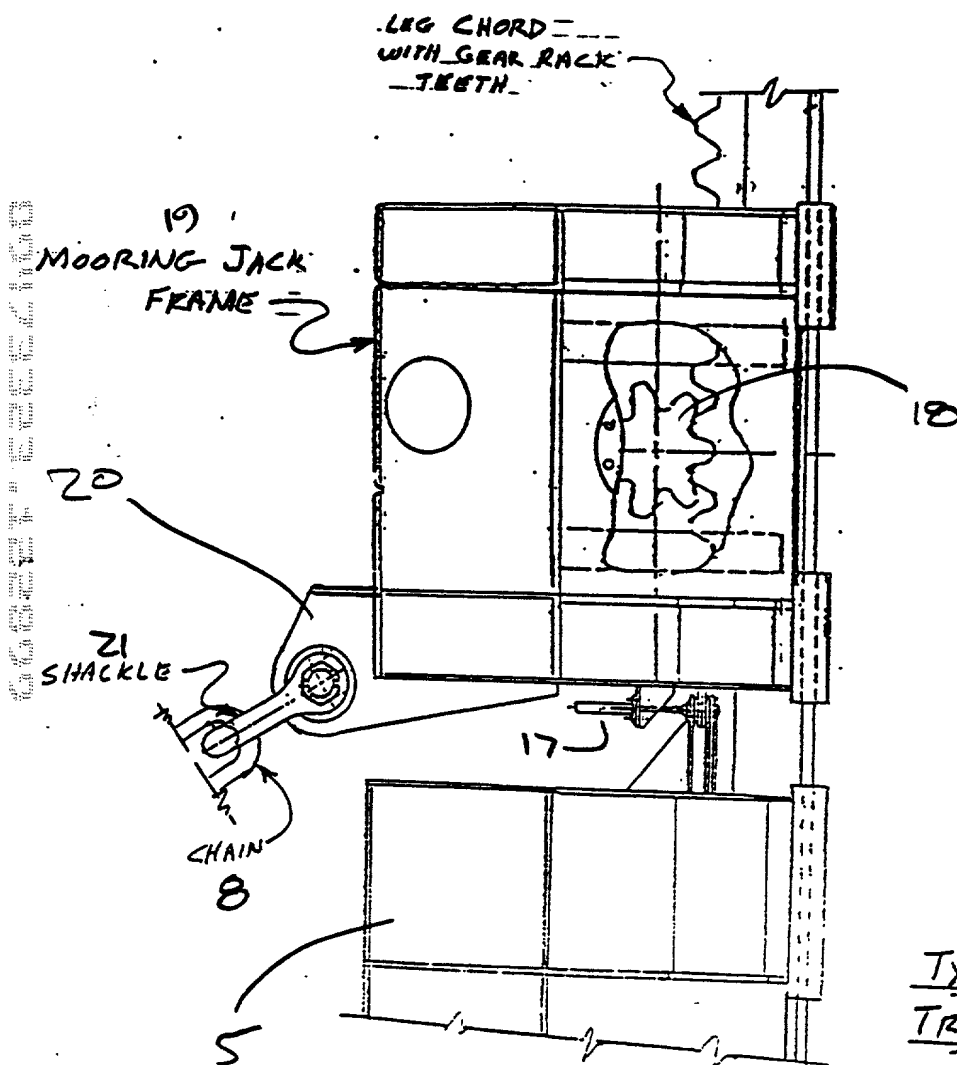 LEG CHORD
WITH GEAR RACK
TEETH
19
MOORING JACK
FRAME
18
20
21
SHACKLE
17
CHAIN
8
5